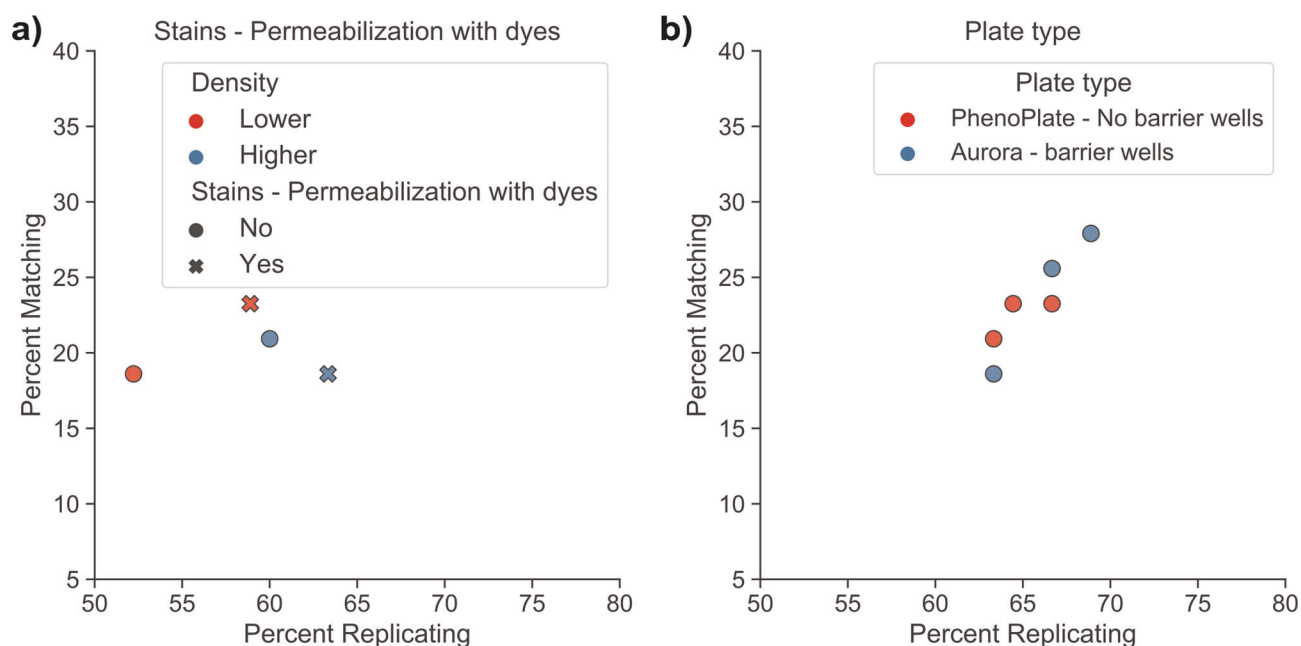 a)
Stains - Permeabilization with dyes
40
35
30
25
20
15
10
5
Percent Matching
Density
Lower
Higher
Stains - Permeabilization with dyes
No
Yes
50 55 60 65 70 75 80
Percent Replicating
b)
Plate type
40
35
30
25
20
15
10
5
Percent Matching
Plate type
PhenoPlate - No barrier wells
Aurora - barrier wells
50 55 60 65 70 75 80
Percent Replicating